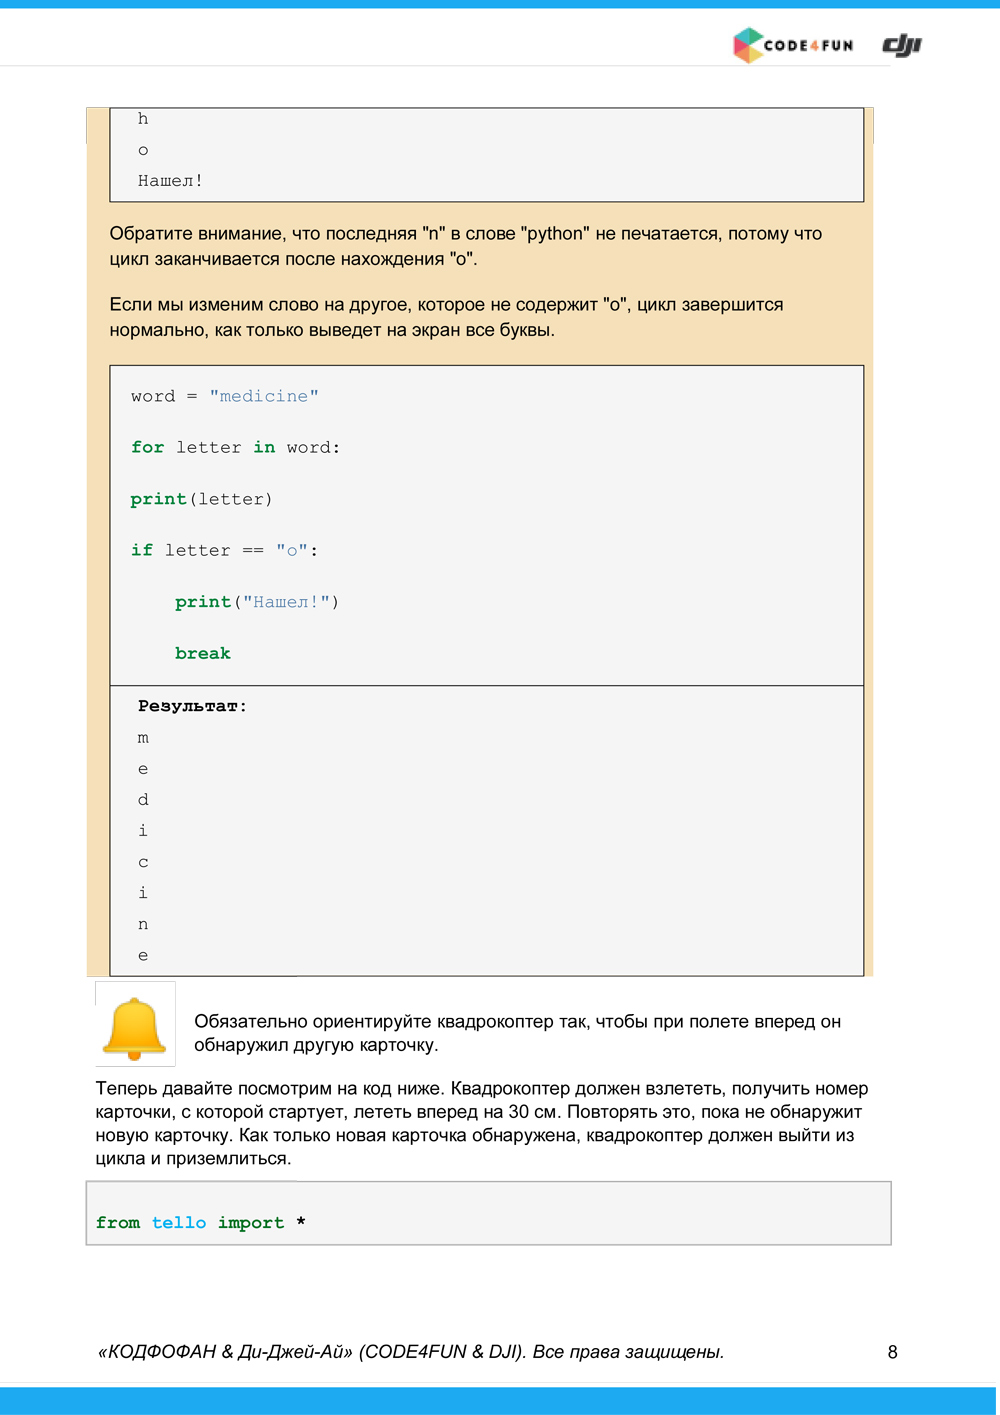 CODE4FUN dji
h
o
Нашел!
Обратите внимание, что последняя "n" в слове "python" не печатается, потому что
цикл заканчивается после нахождения "o".
Если мы изменим слово на другое, которое не содержит "o", цикл завершится
нормально, как только выведет на экран все буквы.
word = "medicine"
for letter in word:
print(letter)
if letter == "o":
    print("Нашел!")
    break
Результат:
m
e
d
i
c
i
n
e
Обязательно ориентируйте квадрокоптер так, чтобы при полете вперед он
обнаружил другую карточку.
Теперь давайте посмотрим на код ниже. Квадрокоптер должен взлететь, получить номер
карточки, с которой стартует, лететь вперед на 30 см. Повторять это, пока не обнаружит
новую карточку. Как только новая карточка обнаружена, квадрокоптер должен выйти из
цикла и приземлиться.
from tello import *
«КОДФОФАН & Ди-Джей-Ай» (CODE4FUN & DJI). Все права защищены. 8